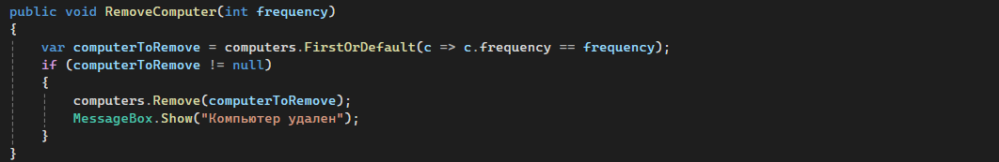 public void RemoveComputer(int frequency)
{
    var computerToRemove = computers.FirstOrDefault(c => c.frequency == frequency);
    if (computerToRemove != null)
    {
        computers.Remove(computerToRemove);
        MessageBox.Show("Компьютер удален");
    }
}